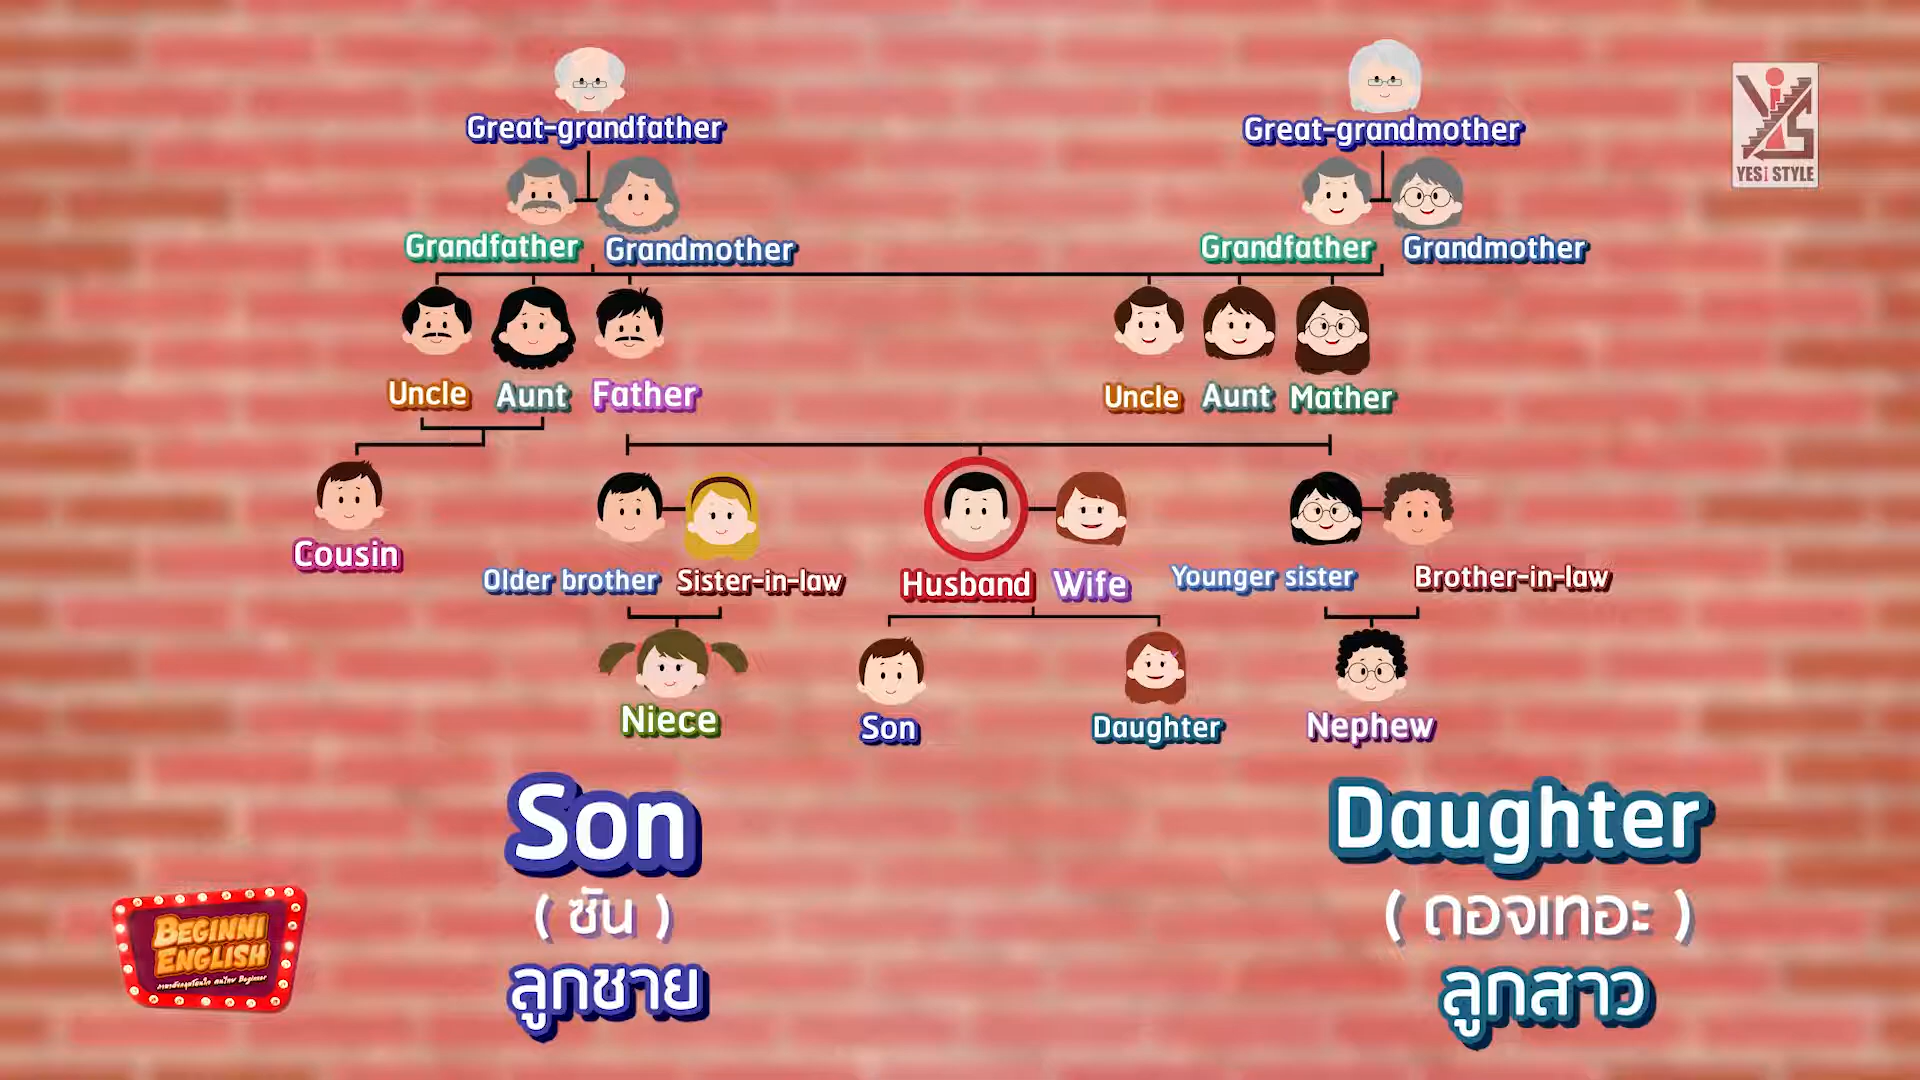 Great-grandfather
Great-grandmother
YESi STYLE
Grandfather
Grandmother
Grandfather
Grandmother
Uncle
Aunt
Father
Uncle
Aunt
Mather
Cousin
Older brother
Sister-in-law
Husband
Wife
Younger sister
Brother-in-law
Niece
Son
Daughter
Nephew
Son
Daughter
( ซัน )
( ดอจเทอะ )
ลูกชาย
ลูกสาว
BEGINNI
ENGLISH